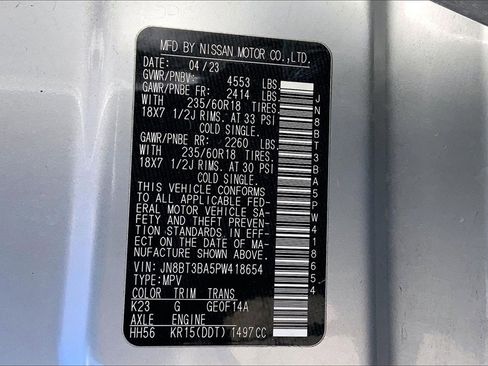 MFD BY NISSAN MOTOR CO.,LTD.
DATE: 04/23
GVWR/PNBV: 4553 LBS.
GAWR/PNBE FR: 2414 LBS.
WITH 235/60R18 TIRES.
18X7 1/2J RIMS. AT 33 PSI
COLD SINGLE.
GAWR/PNBE RR: 2260 LBS.
WITH 235/60R18 TIRES.
18X7 1/2J RIMS. AT 30 PSI
COLD SINGLE.
THIS VEHICLE CONFORMS
TO ALL APPLICABLE FED-
ERAL MOTOR VEHICLE SA-
FETY AND THEFT PREVEN-
TION STANDARDS IN EFF-
ECT ON THE DATE OF MA-
NUFACTURE SHOWN ABOVE.
VIN: JN8BT3BA5PW418654
TYPE:MPV
COLOR TRIM TRANS
K23 G GE0F14A
AXLE ENGINE
HH56 KR15(DDT) 1497CC
JN8BT3BA5PW418654